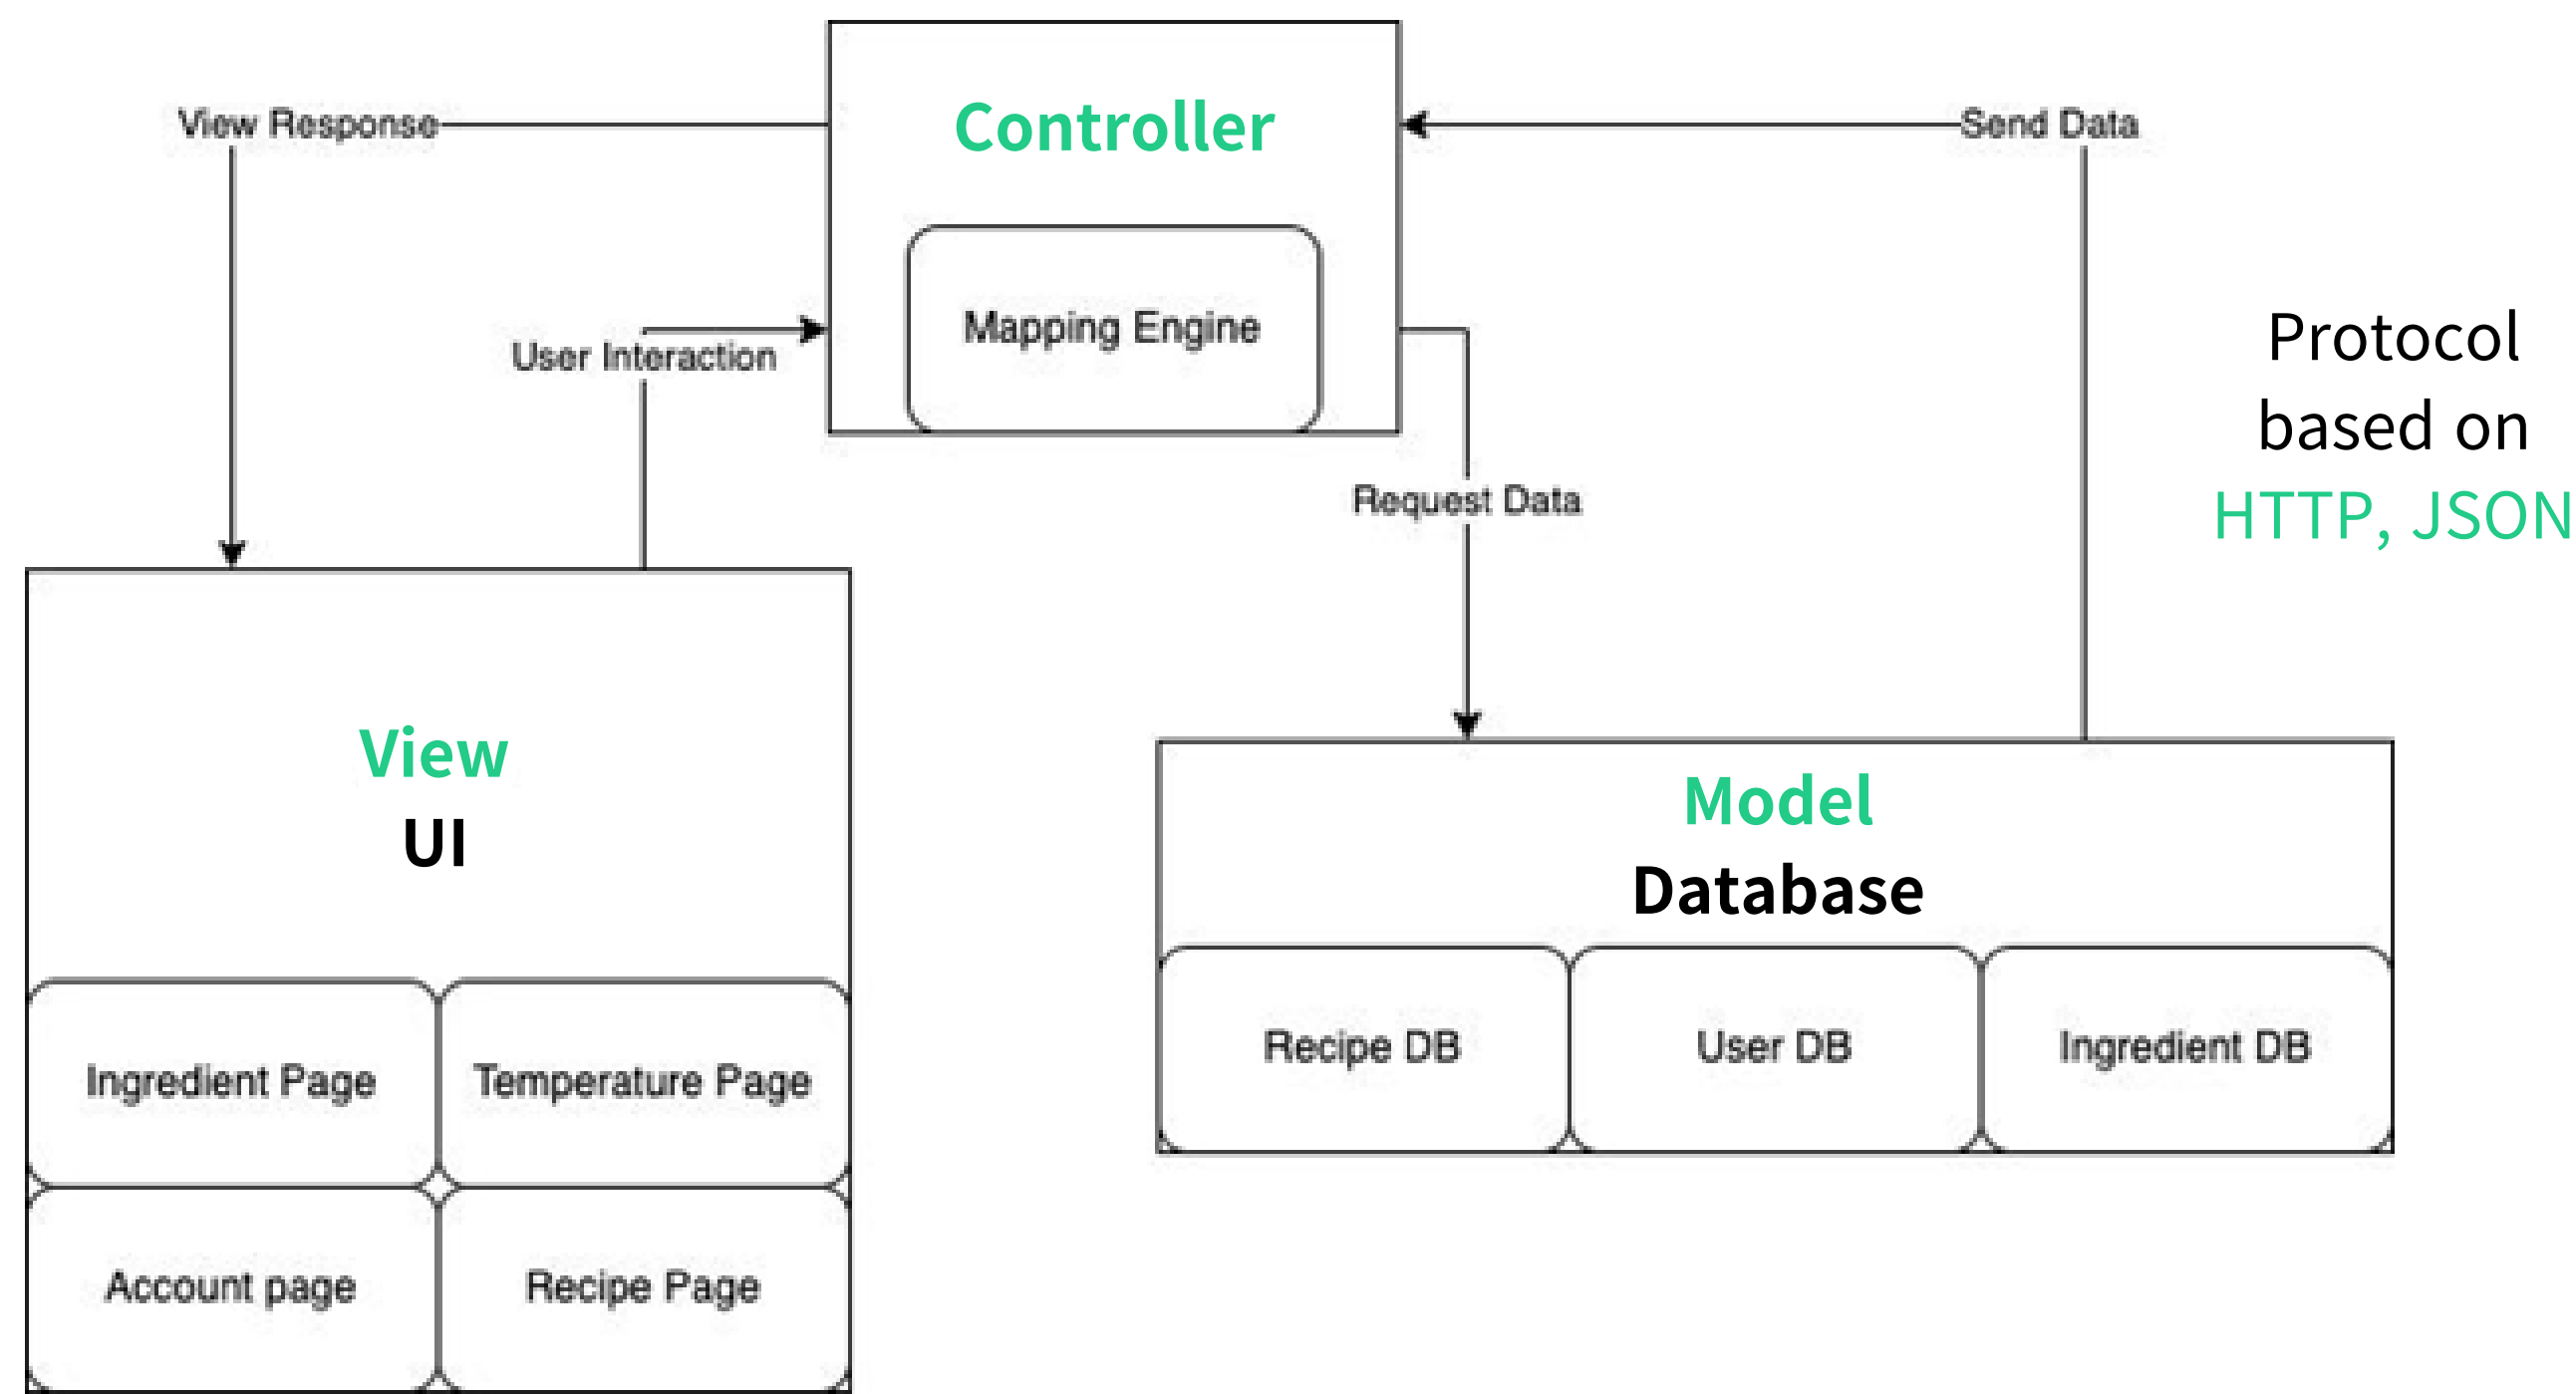 View Response
Controller
Send Data
Mapping Engine
User Interaction
Protocol
based on
HTTP, JSON
Request Data
View
UI
Model
Database
Ingredient Page
Temperature Page
Recipe DB
User DB
Ingredient DB
Account page
Recipe Page